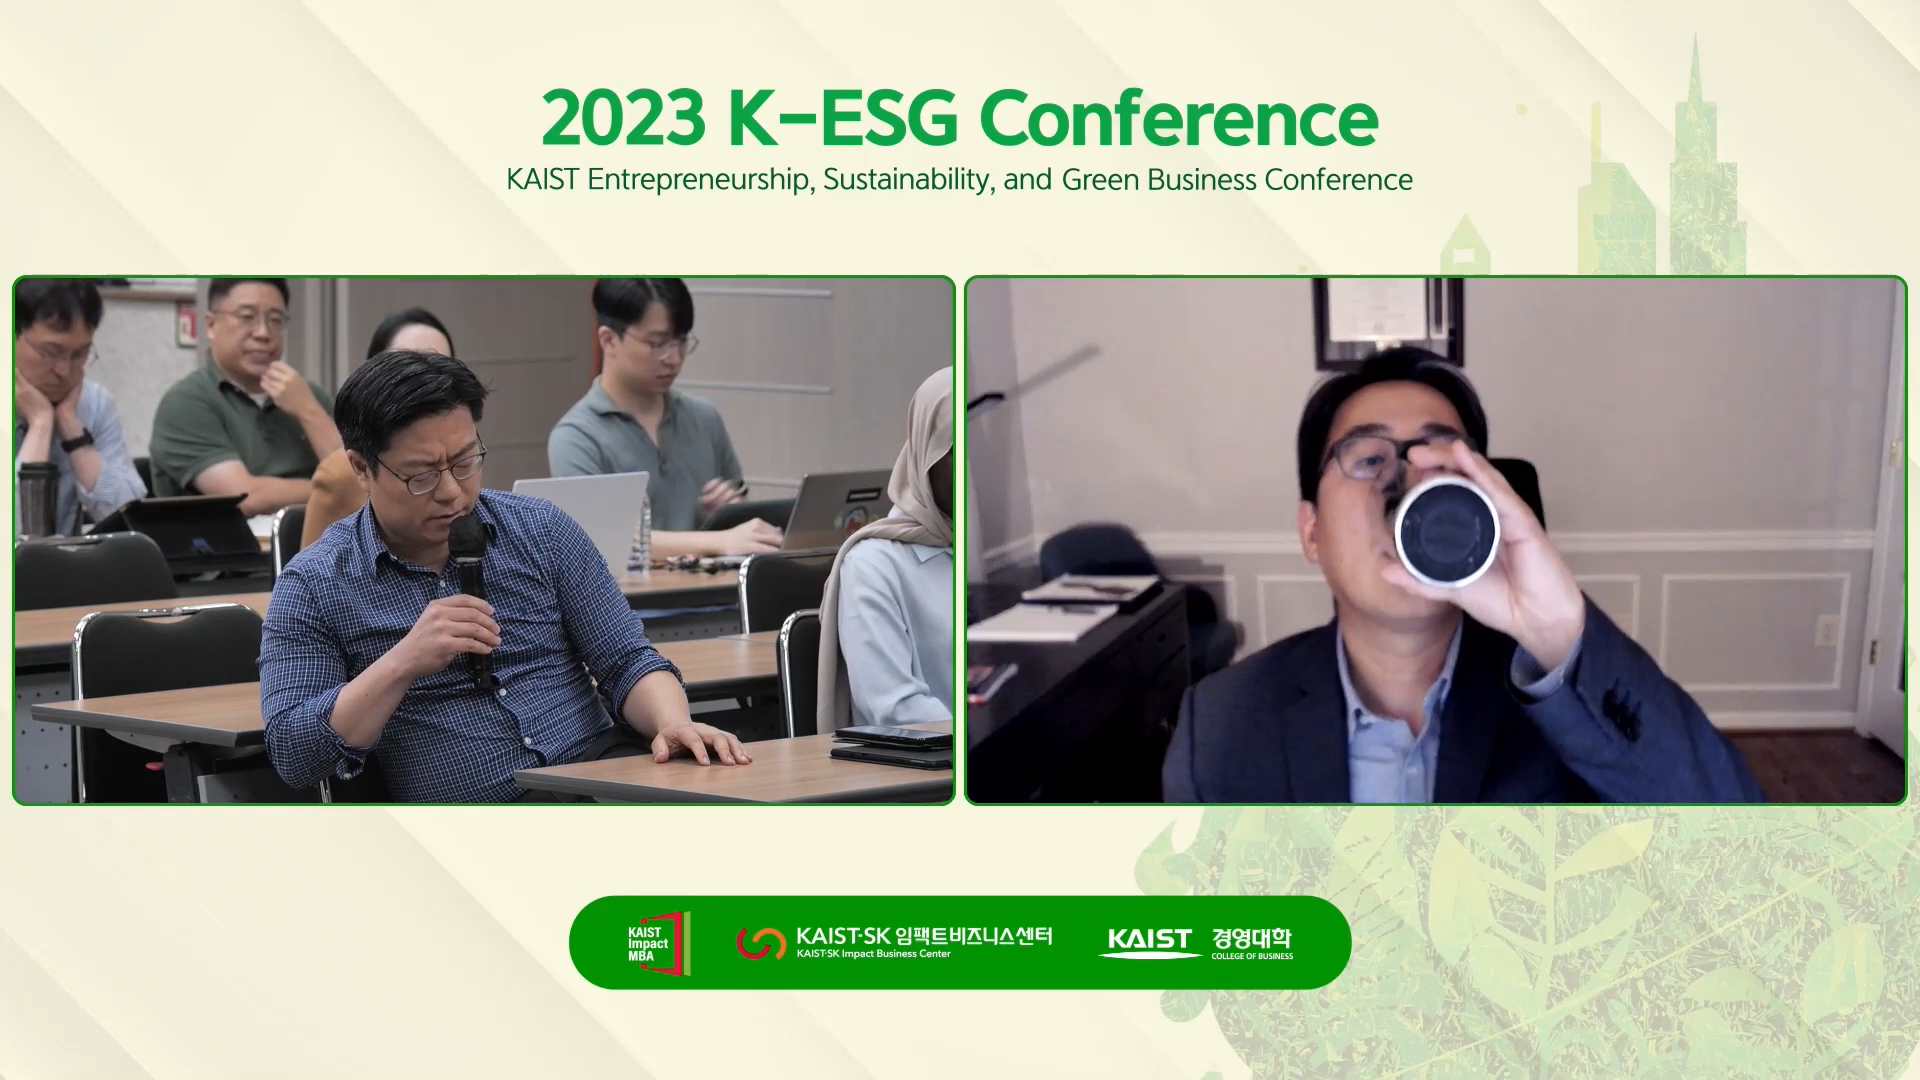 2023 K-ESG Conference
KAIST Entrepreneurship, Sustainability, and Green Business Conference
KAIST
Impact
MBA
KAIST-SK 임팩트비즈니스센터
KAIST-SK Impact Business Center
KAIST 경영대학
COLLEGE OF BUSINESS